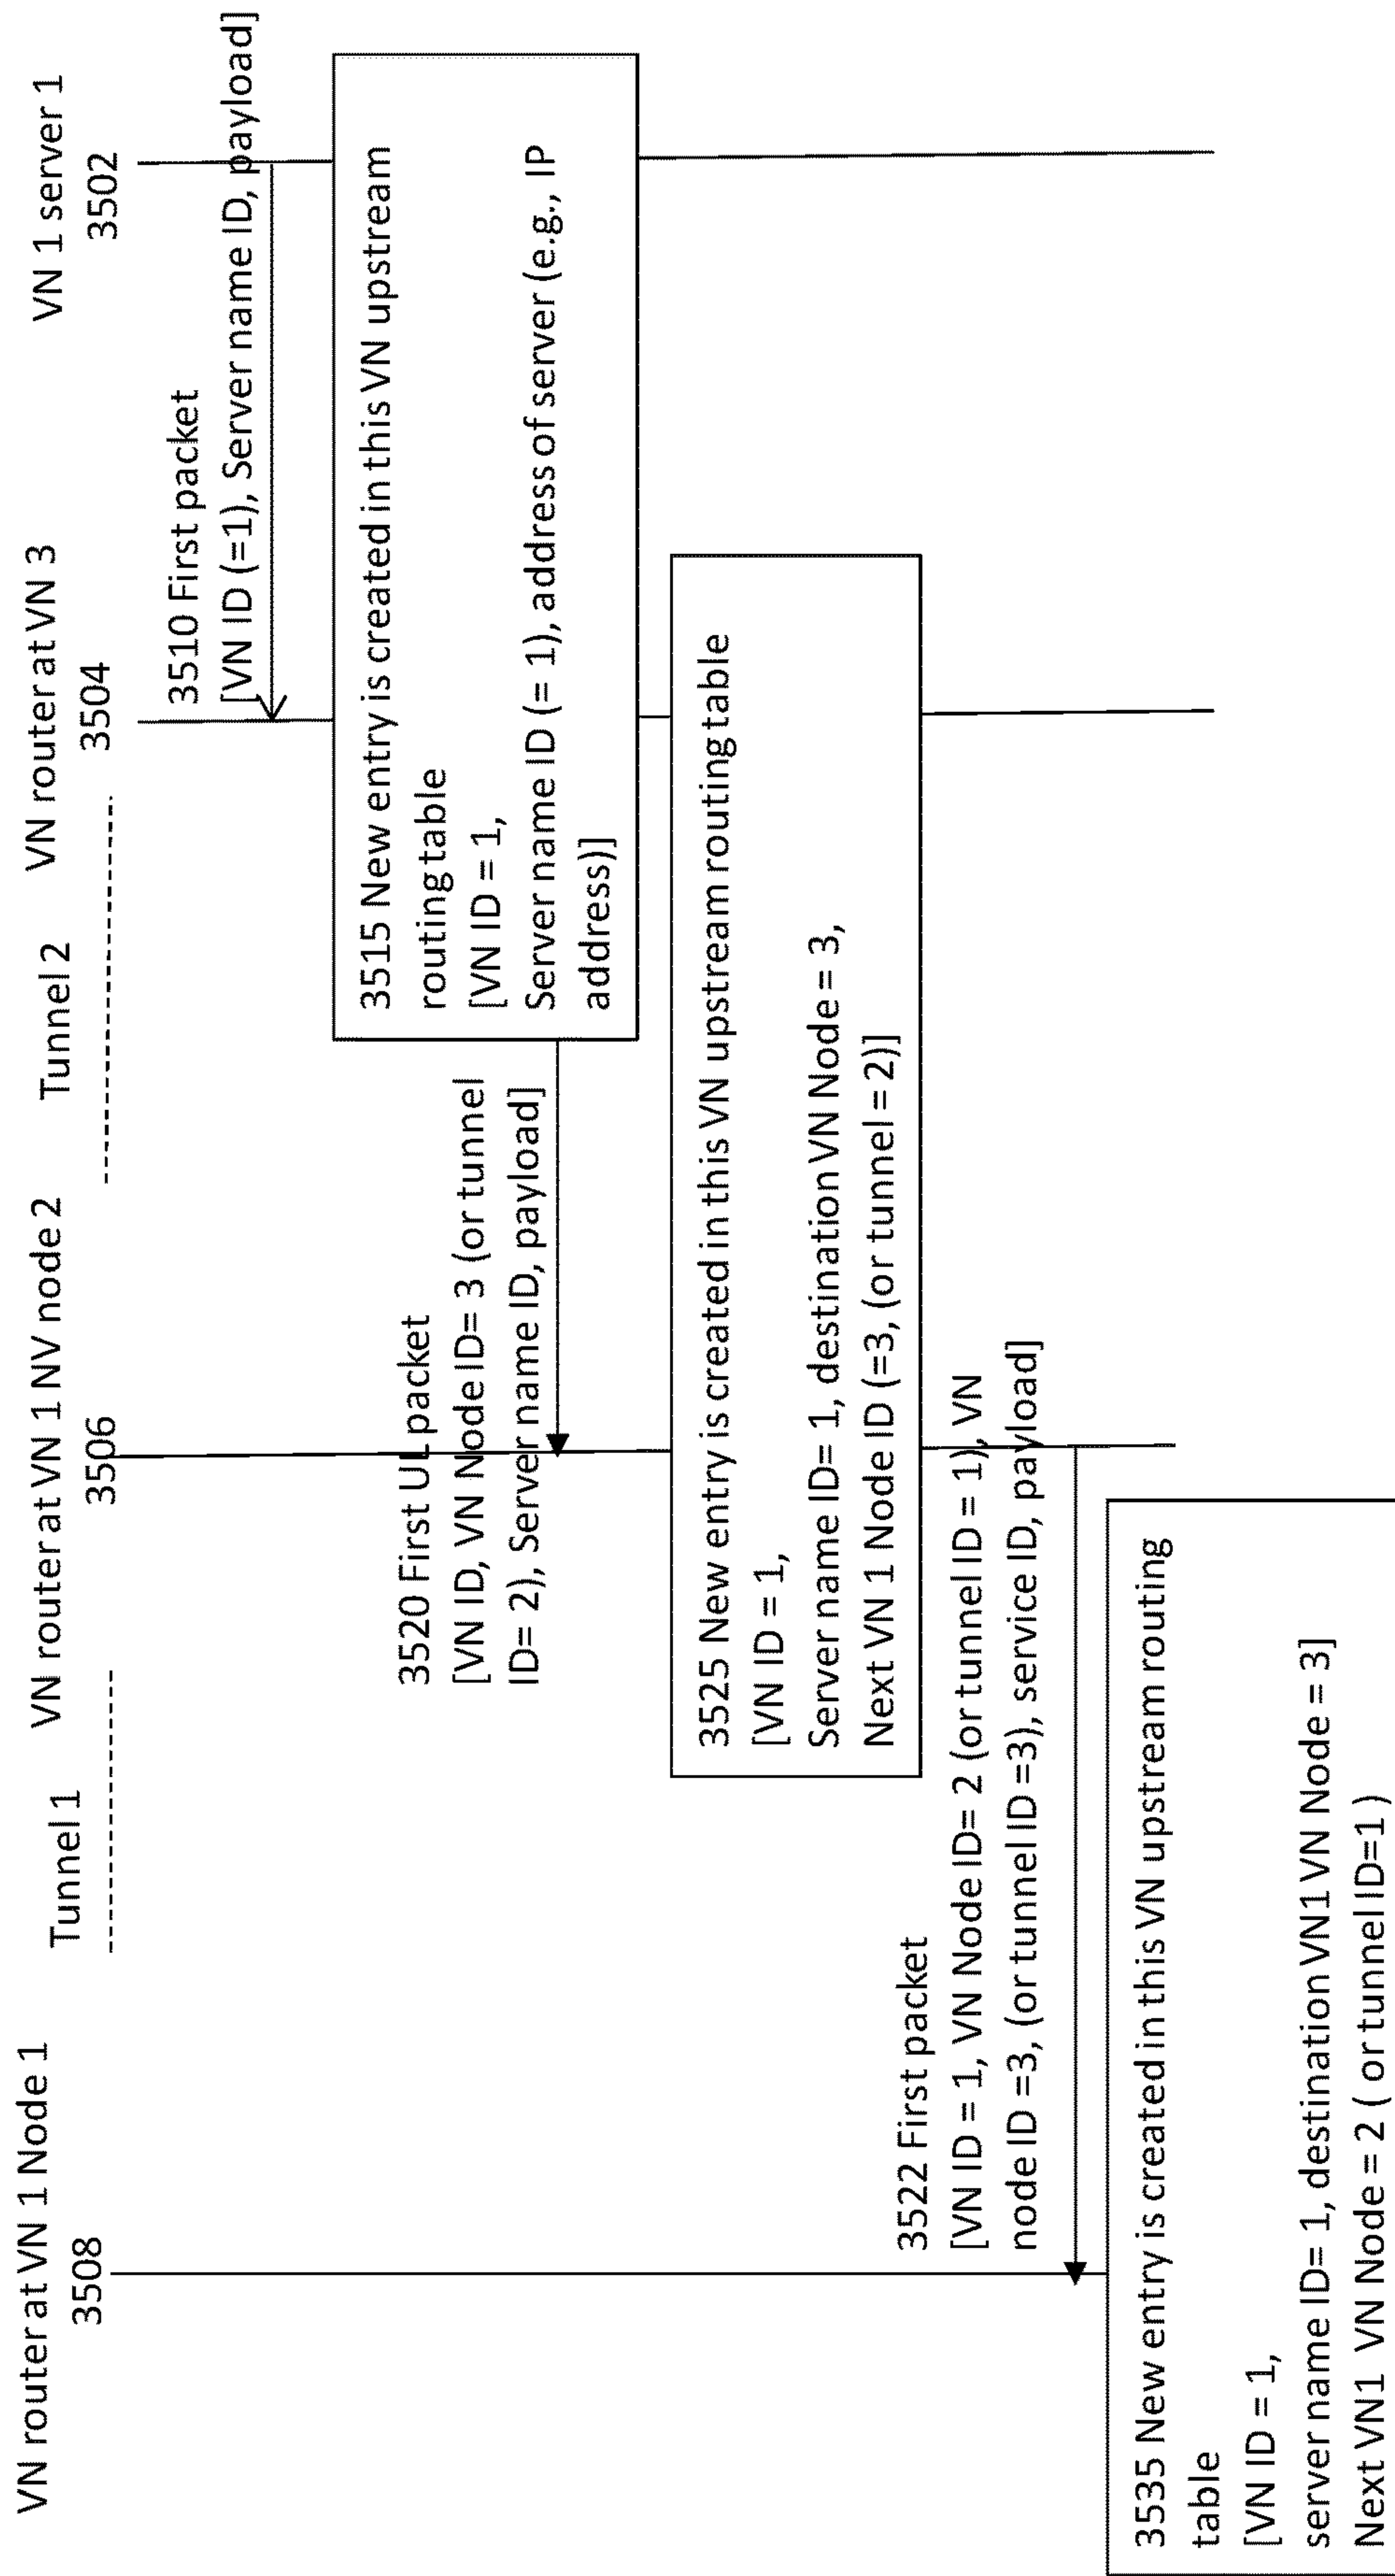 VN router at VN 1 Node 1
3508
Tunnel 1
VN router at VN 1 NV node 2
3506
Tunnel 2
VN router at VN 3
3504
VN 1 server 1
3502
3510 First packet
[VN ID (=1), Server name ID, payload]
3515 New entry is created in this VN upstream
routing table
[VN ID = 1,
Server name ID (= 1), address of server (e.g., IP
address)]
3520 First UL packet
[VN ID, VN Node ID= 3 (or tunnel
ID= 2), Server name ID, payload]
3525 New entry is created in this VN upstream routing table
[VN ID = 1,
Server name ID= 1, destination VN Node = 3,
Next VN 1 Node ID (=3, (or tunnel = 2)]
3522 First packet
[VN ID = 1, VN Node ID= 2 (or tunnel ID = 1), VN
node ID =3, (or tunnel ID =3), service ID, payload]
3535 New entry is created in this VN upstream routing
table
[VN ID = 1,
server name ID= 1, destination VN1 VN Node = 3]
Next VN1 VN Node = 2 ( or tunnel ID=1 )